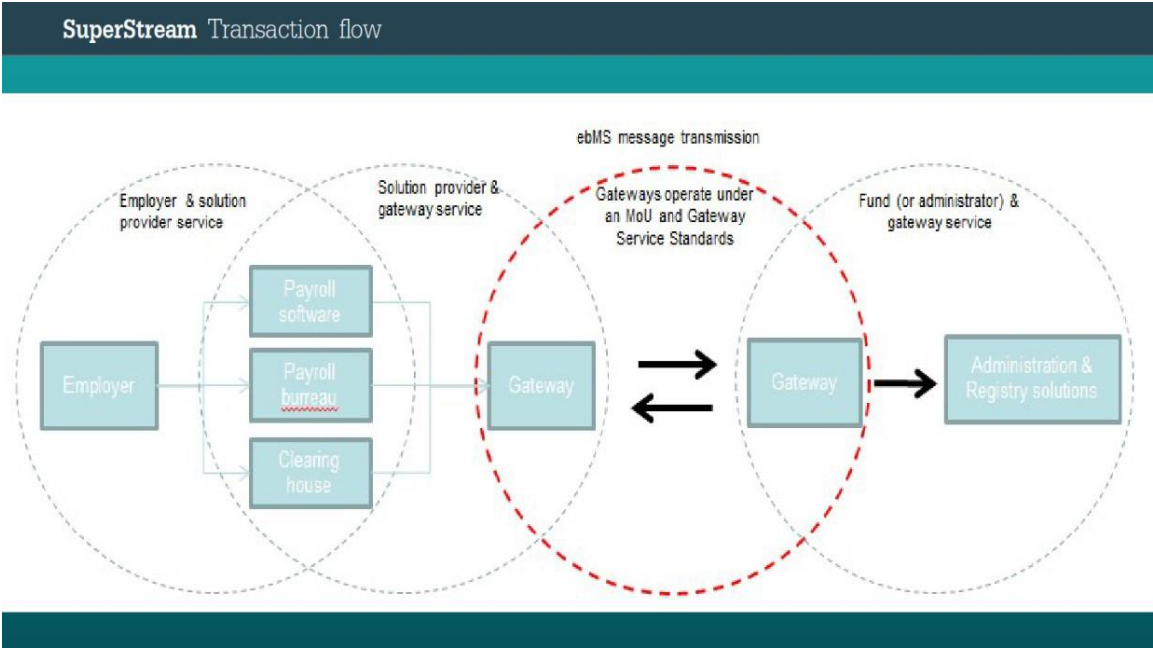 SuperStream Transaction flow
ebMS message transmission
Employer & solution
provider service
Solution provider &
gateway service
Gateways operate under
an MoU and Gateway
Service Standards
Fund (or administrator) &
gateway service
Employer
Payroll
software
Payroll
burreau
Clearing
house
Gateway
Gateway
Administration &
Registry solutions